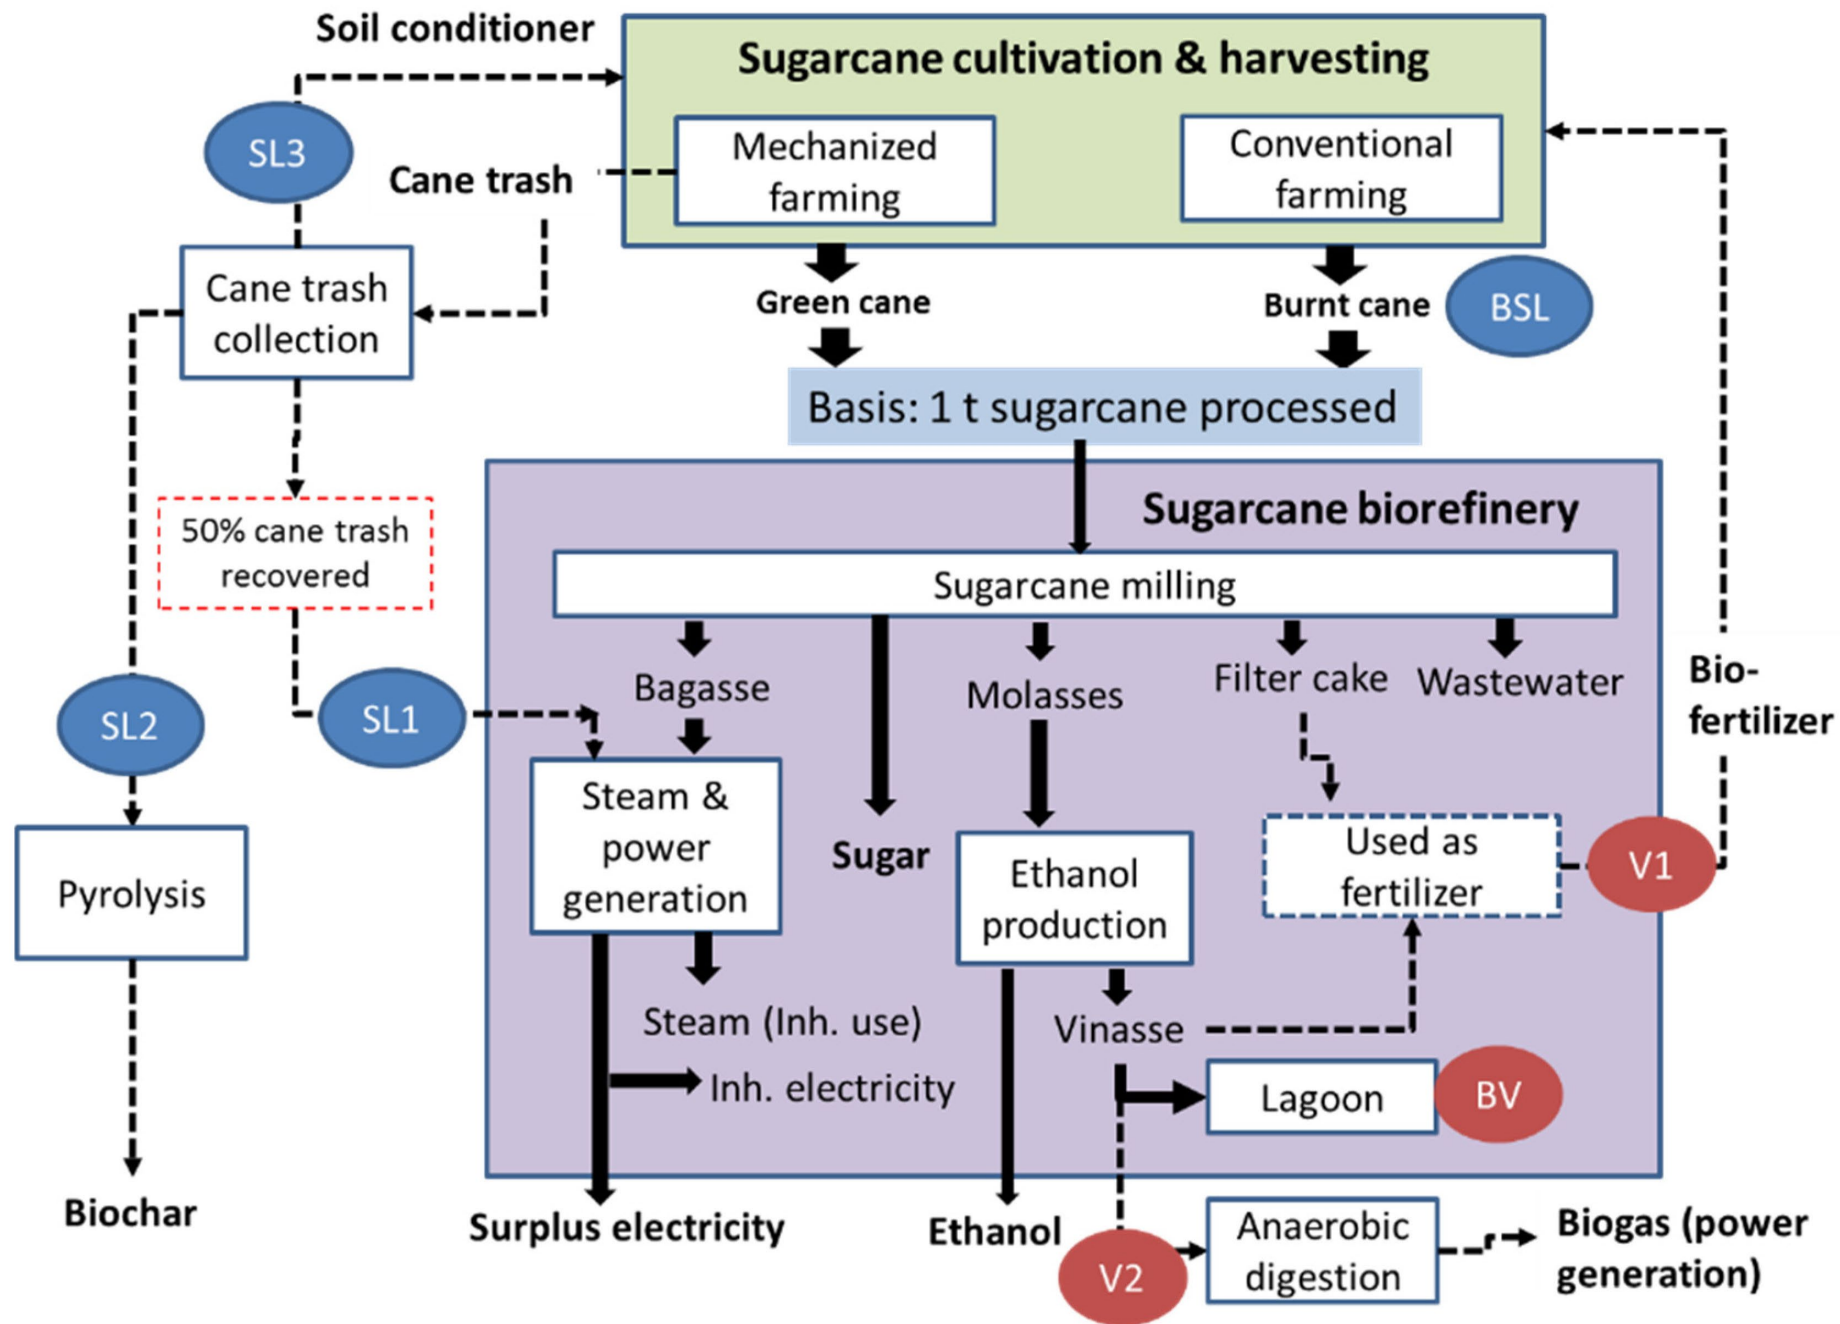 Soil conditioner
Sugarcane cultivation & harvesting
SL3
Cane trash
Mechanized
farming
Conventional
farming
Cane trash
collection
Green cane
Burnt cane
BSL
Basis: 1 t sugarcane processed
50% cane trash
recovered
Sugarcane biorefinery
Sugarcane milling
SL2
SL1
Bagasse
Molasses
Filter cake
Wastewater
Bio-
fertilizer
Steam &
power
generation
Sugar
Ethanol
production
Used as
fertilizer
V1
Pyrolysis
Steam (Inh. use)
Inh. electricity
Vinasse
Lagoon
BV
Biochar
Surplus electricity
Ethanol
V2
Anaerobic
digestion
Biogas (power
generation)